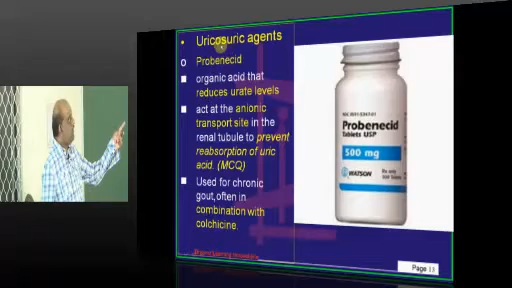 Uricosuric agents
Probenecid
organic acid that
reduces urate levels
act at the anionic
transport site in the
renal tubule to prevent
reabsorption of uric
acid. (MCQ)
Used for chronic
gout,often in
combination with
colchicine.
Probenecid
Tablets USP
500 mg
WATSON
Rx only
Page 13